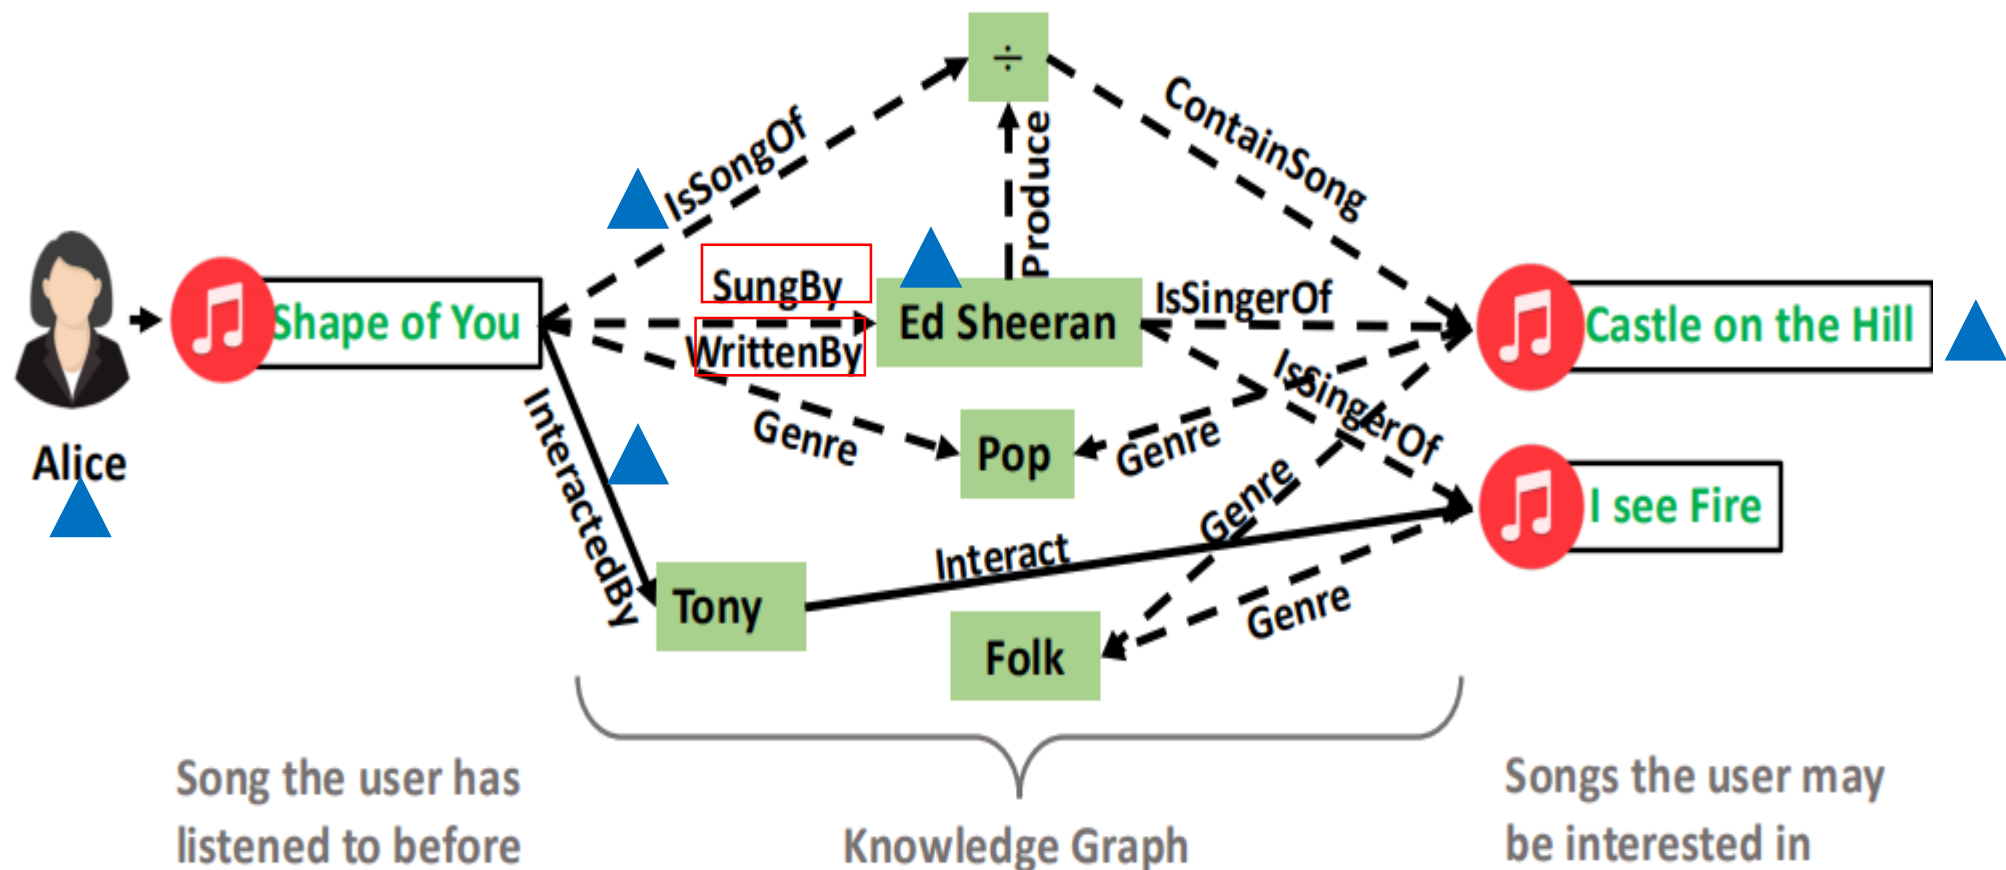 ÷
IsSongOf
ContainSong
Produce
SungBy
IsSingerOf
Shape of You
Ed Sheeran
Castle on the Hill
WrittenBy
IsSingerOf
Genre
Genre
Alice
Pop
InteractedBy
Genre
I see Fire
Interact
Tony
Genre
Folk
Song the user has
listened to before
Knowledge Graph
Songs the user may
be interested in